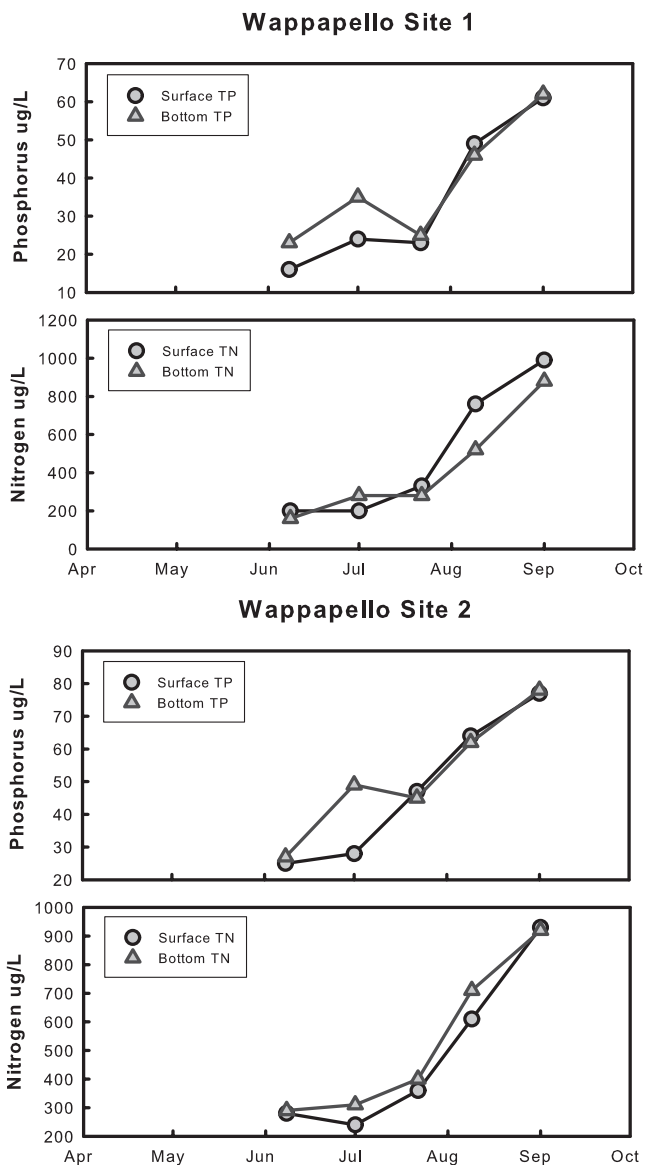 Wappapello Site 1
Phosphorus ug/L
70
60
50
40
30
20
10
Surface TP
Bottom TP
Nitrogen ug/L
1200
1000
800
600
400
200
0
Surface TN
Bottom TN
Apr May Jun Jul Aug Sep Oct
Wappapello Site 2
Phosphorus ug/L
90
80
70
60
50
40
30
20
Surface TP
Bottom TP
Nitrogen ug/L
1000
900
800
700
600
500
400
300
200
Surface TN
Bottom TN
Apr May Jun Jul Aug Sep Oct